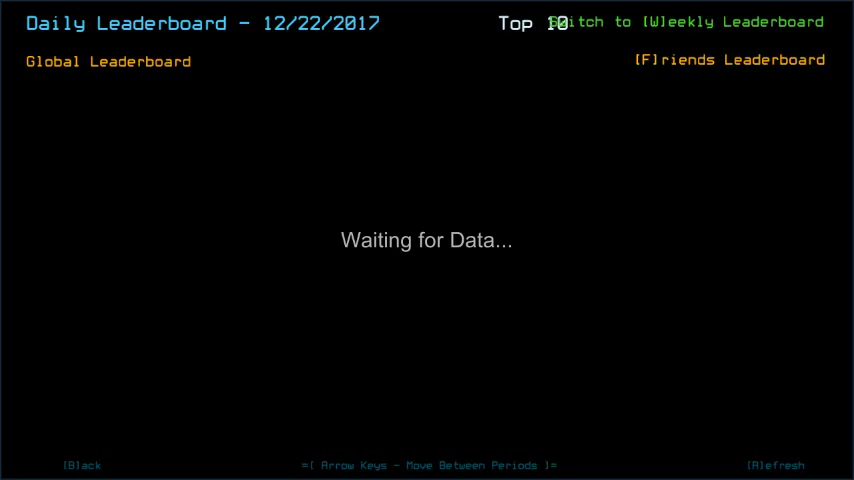 Daily Leaderboard - 12/22/2017
Top 10
Switch to [W]eekly Leaderboard
Global Leaderboard
[F]riends Leaderboard
Waiting for Data...
[B]ack
=[ Arrow Keys - Move Between Periods ]=
[R]efresh